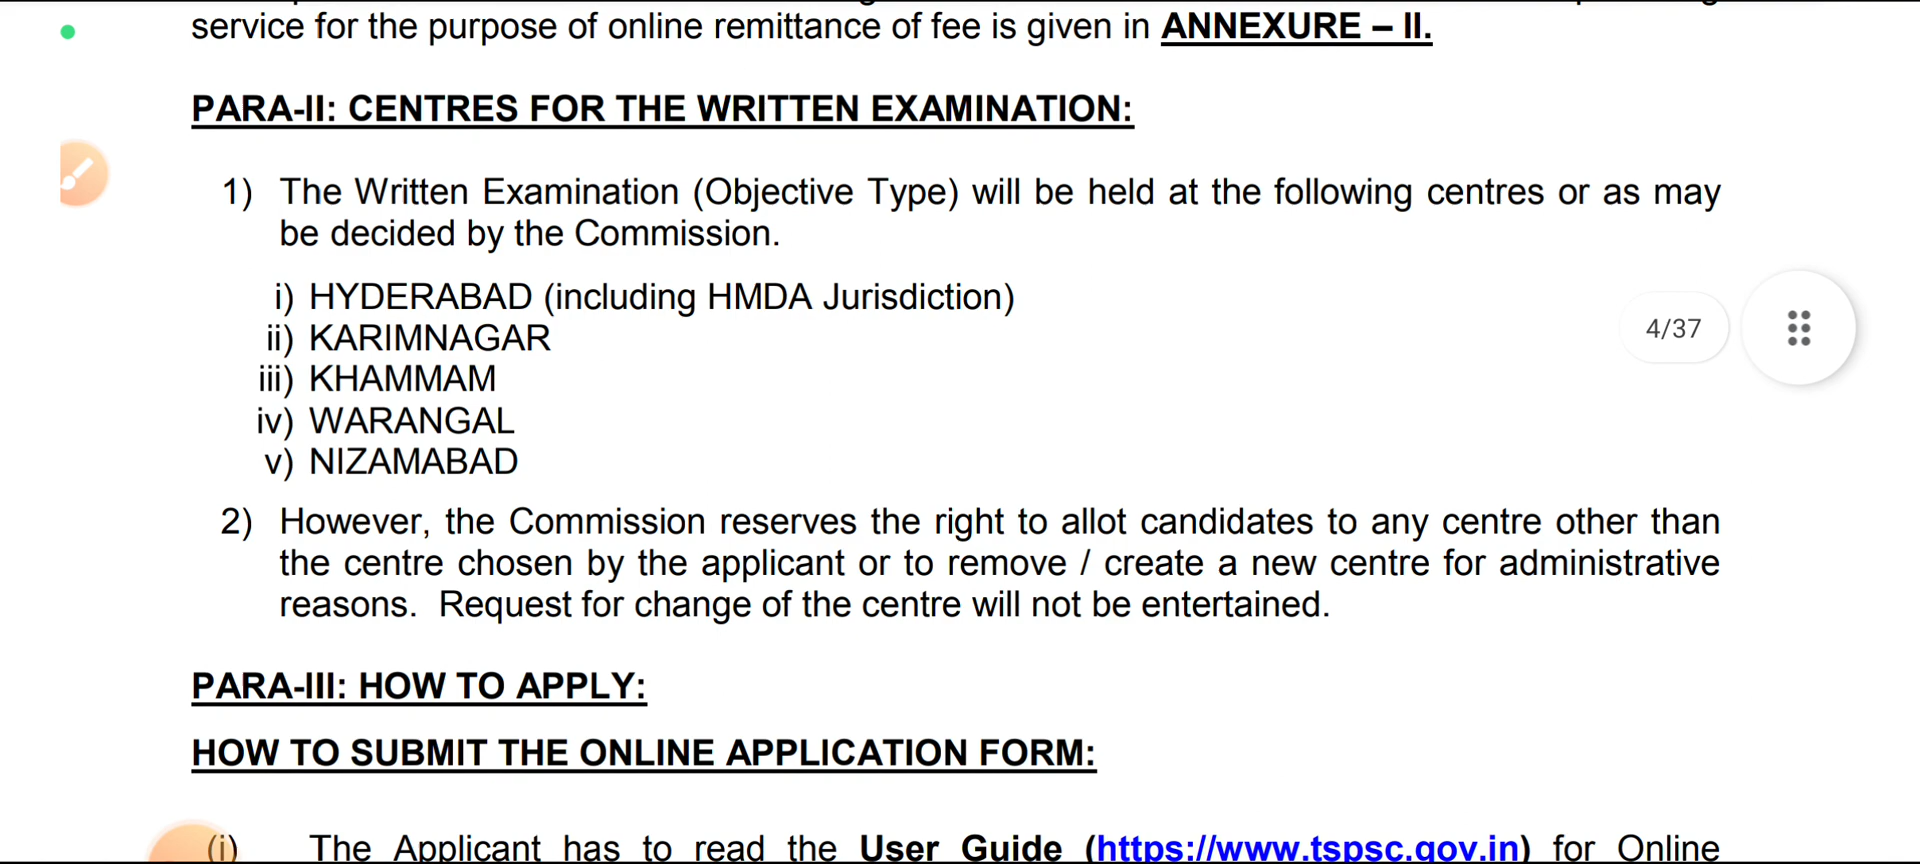 service for the purpose of online remittance of fee is given in ANNEXURE – II.
PARA-II: CENTRES FOR THE WRITTEN EXAMINATION:
1) The Written Examination (Objective Type) will be held at the following centres or as may
be decided by the Commission.
i) HYDERABAD (including HMDA Jurisdiction)
ii) KARIMNAGAR
iii) KHAMMAM
4/37
iv) WARANGAL
v) NIZAMABAD
2) However, the Commission reserves the right to allot candidates to any centre other than
the centre chosen by the applicant or to remove / create a new centre for administrative
reasons. Request for change of the centre will not be entertained.
PARA-III: HOW TO APPLY:
HOW TO SUBMIT THE ONLINE APPLICATION FORM:
(i) The Applicant has to read the User Guide (https://www.tspsc.gov.in) for Online